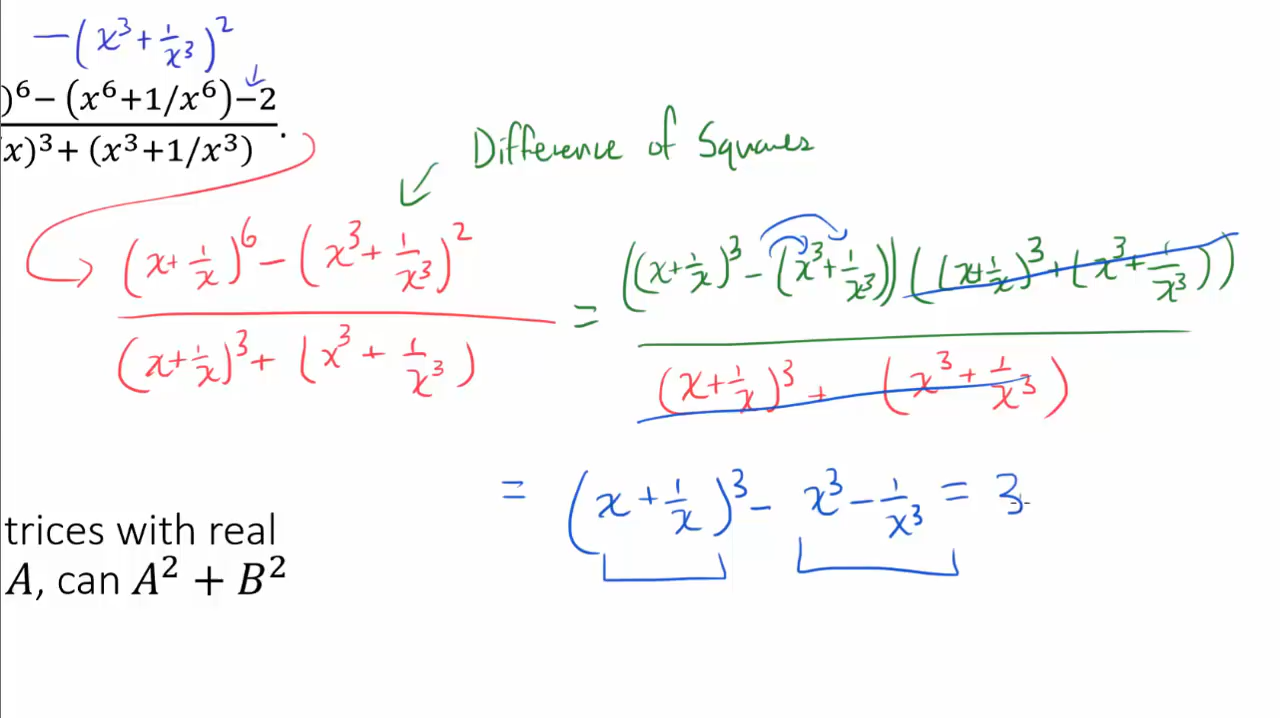 −(x³+1/x³)²
)⁶− (x⁶+1/x⁶)−2
x)³+ (x³+1/x³) .
Difference of Squares
(x+1/x)⁶ − (x³+1/x³)²
(x+1/x)³+ (x³ + 1/x³)
= ((x+1/x)³ − (x³+1/x³))((x+1/x)³+(x³+1/x³))
(x+1/x)³ + (x³+1/x³)
= (x+1/x)³ − x³ − 1/x³ = 3
trices with real
A, can A² + B²